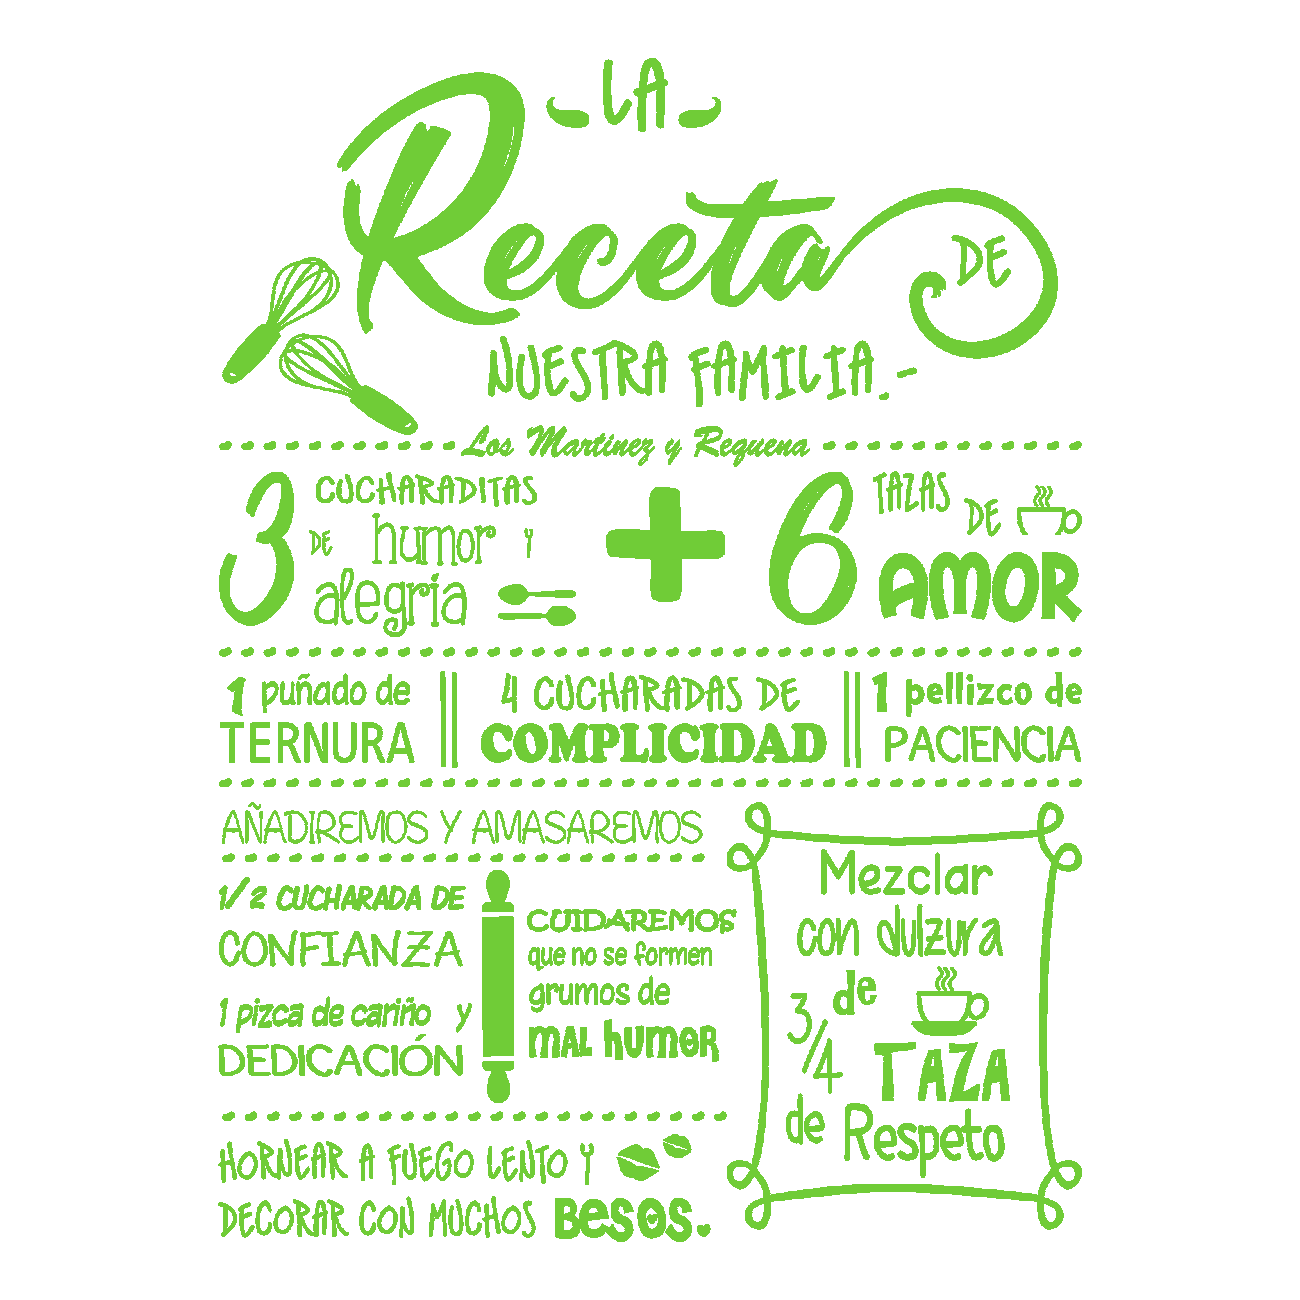 LA
Receta
DE
NUESTRA FAMILIA.-
Los Martinez y Requena
3 CUCHARADITAS
DE humor Y
alegria
+
6 TAZAS
DE
AMOR
1 puñado de
TERNURA
4 CUCHARADAS DE
COMPLICIDAD
1 pellizco de
PACIENCIA
AÑADIREMOS Y AMASAREMOS
1/2 CUCHARADA DE
CONFIANZA
1 pizca de cariño y
DEDICACIÓN
CUIDAREMOS
que no se formen
grumos de
MAL HUMOR
Mezclar
con dulzura
de
3/4
TAZA
de Respeto
HORNEAR A FUEGO LENTO Y
DECORAR CON MUCHOS BESOS.